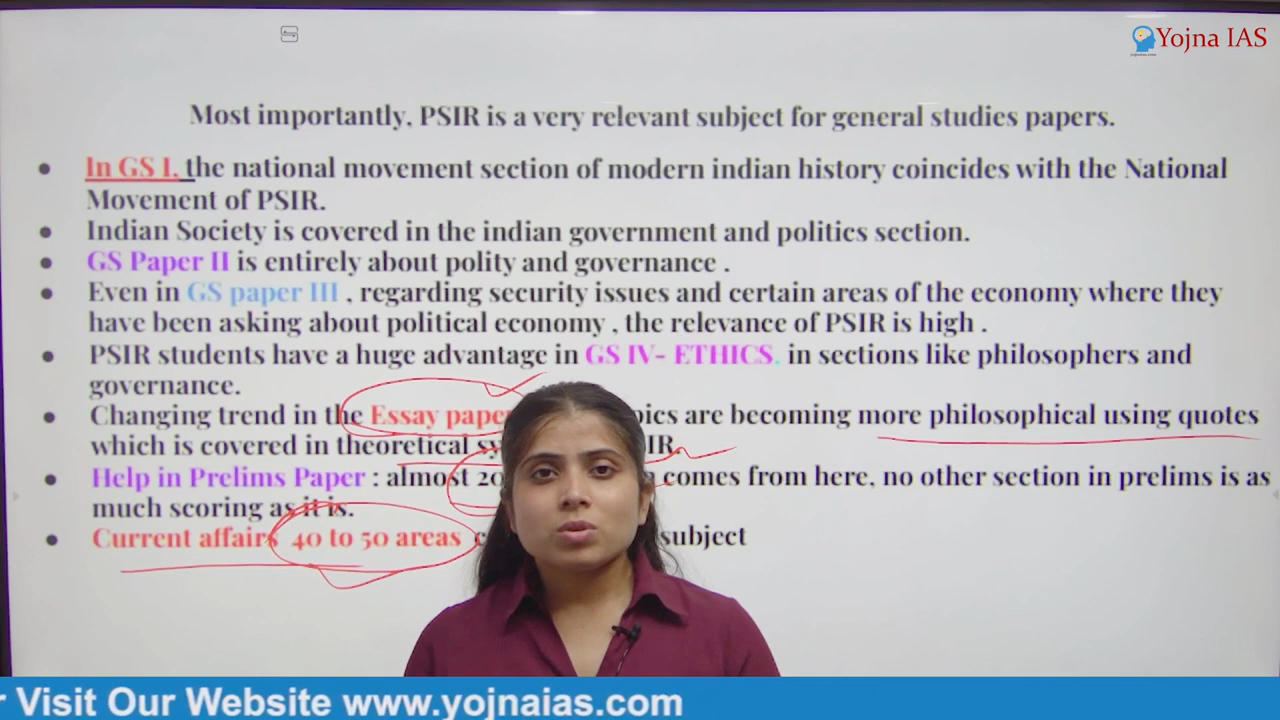 Yojna IAS
Most importantly, PSIR is a very relevant subject for general studies papers.
In GS I, the national movement section of modern indian history coincides with the National
Movement of PSIR.
Indian Society is covered in the indian government and politics section.
GS Paper II is entirely about polity and governance .
Even in GS paper III , regarding security issues and certain areas of the economy where they
have been asking about political economy , the relevance of PSIR is high .
PSIR students have a huge advantage in GS IV- ETHICS. in sections like philosophers and
governance.
Changing trend in the Essay are becoming more philosophical using quotes
which is covered in theoretical
Help in Prelims Paper : almost comes from here, no other section in prelims is as
much scoring as it is.
Current affairs 40 to 50 areas subject
Visit Our Website www.yojnaias.com